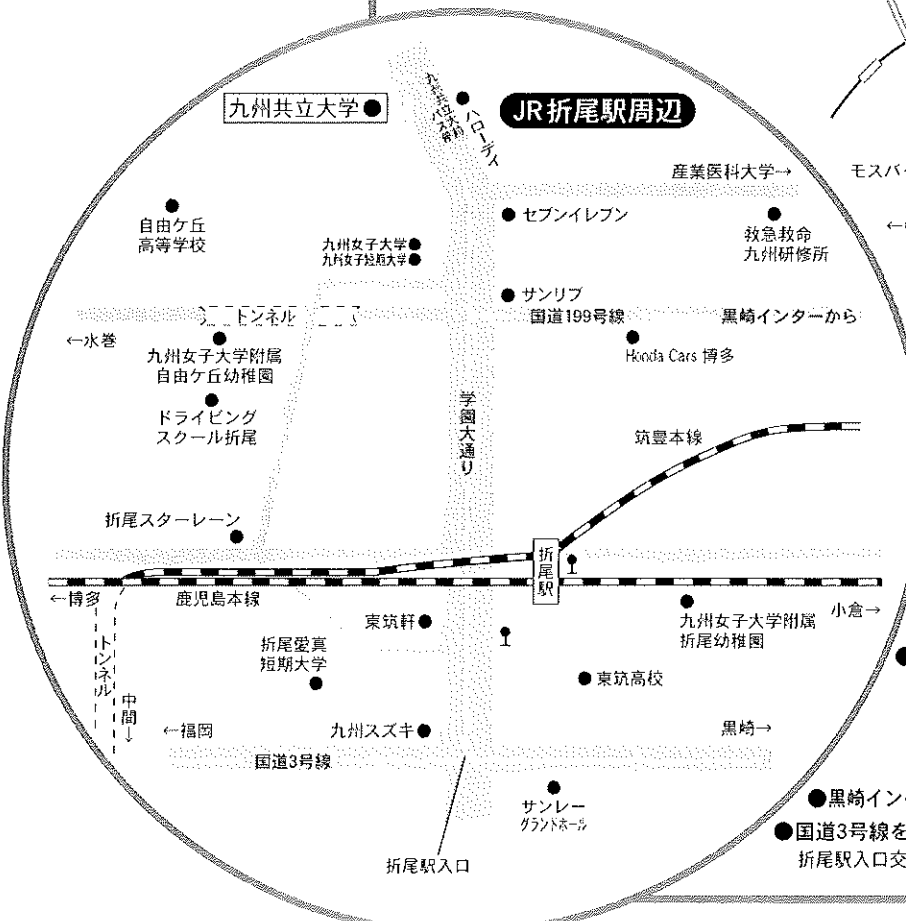 九州共立大学●
九州共立大前
バス停
ハローデイ
JR折尾駅周辺
産業医科大学→
モスバ
自由ケ丘
高等学校
九州女子大学
九州女子短期大学
セブンイレブン
救急救命
九州研修所
サンリブ
トンネル
国道199号線
黒崎インターから
←水巻
九州女子大学附属
自由ケ丘幼稚園
Honda Cars 博多
ドライビング
スクール折尾
学園大通り
筑豊本線
折尾スターレーン
折尾駅
←博多
鹿児島本線
東筑軒
九州女子大学附属
折尾幼稚園
小倉→
トンネル
折尾愛真
短期大学
東筑高校
中間→
←福岡
九州スズキ
黒崎→
国道3号線
サンレー
グランドホール
●黒崎イン
●国道3号線を
折尾駅入口交
折尾駅入口